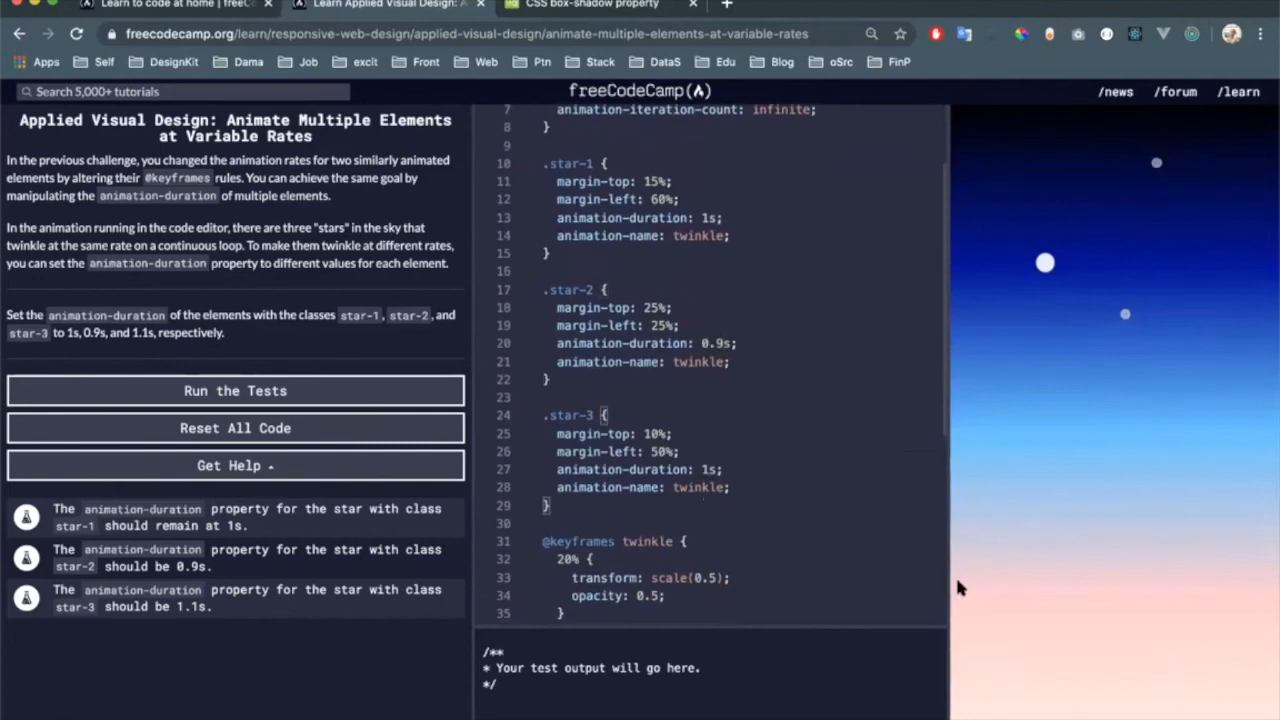 Learn to code at home | freeC
Learn Applied Visual Design: A
CSS box-shadow property
freecodecamp.org/learn/responsive-web-design/applied-visual-design/animate-multiple-elements-at-variable-rates
Apps Self DesignKit Dama Job excit Front Web Ptn Stack DataS Edu Blog oSrc FinP
Search 5,000+ tutorials
freeCodeCamp
/news /forum /learn
Applied Visual Design: Animate Multiple Elements
at Variable Rates
In the previous challenge, you changed the animation rates for two similarly animated
elements by altering their @keyframes rules. You can achieve the same goal by
manipulating the animation-duration of multiple elements.
In the animation running in the code editor, there are three "stars" in the sky that
twinkle at the same rate on a continuous loop. To make them twinkle at different rates,
you can set the animation-duration property to different values for each element.
Set the animation-duration of the elements with the classes star-1, star-2, and
star-3 to 1s, 0.9s, and 1.1s, respectively.
Run the Tests
Reset All Code
Get Help
The animation-duration property for the star with class
star-1 should remain at 1s.
The animation-duration property for the star with class
star-2 should be 0.9s.
The animation-duration property for the star with class
star-3 should be 1.1s.
7 animation-iteration-count: infinite;
8 }
9
10 .star-1 {
11 margin-top: 15%;
12 margin-left: 60%;
13 animation-duration: 1s;
14 animation-name: twinkle;
15 }
16
17 .star-2 {
18 margin-top: 25%;
19 margin-left: 25%;
20 animation-duration: 0.9s;
21 animation-name: twinkle;
22 }
23
24 .star-3 {
25 margin-top: 10%;
26 margin-left: 50%;
27 animation-duration: 1s;
28 animation-name: twinkle;
29 }
30
31 @keyframes twinkle {
32 20% {
33 transform: scale(0.5);
34 opacity: 0.5;
35 }
/**
* Your test output will go here.
*/